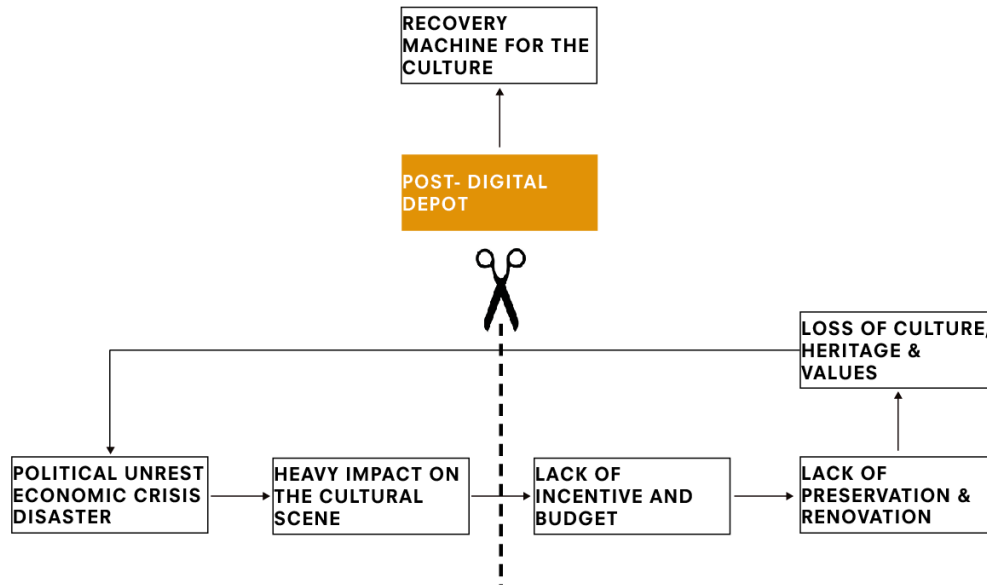 RECOVERY
MACHINE FOR THE
CULTURE
POST- DIGITAL
DEPOT
LOSS OF CULTURE,
HERITAGE &
VALUES
POLITICAL UNREST
ECONOMIC CRISIS
DISASTER
HEAVY IMPACT ON
THE CULTURAL
SCENE
LACK OF
INCENTIVE AND
BUDGET
LACK OF
PRESERVATION &
RENOVATION